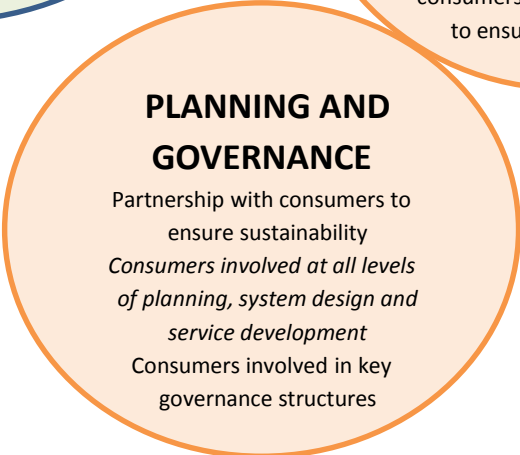 consumers
to ensu
PLANNING AND
GOVERNANCE
Partnership with consumers to
ensure sustainability
Consumers involved at all levels
of planning, system design and
service development
Consumers involved in key
governance structures